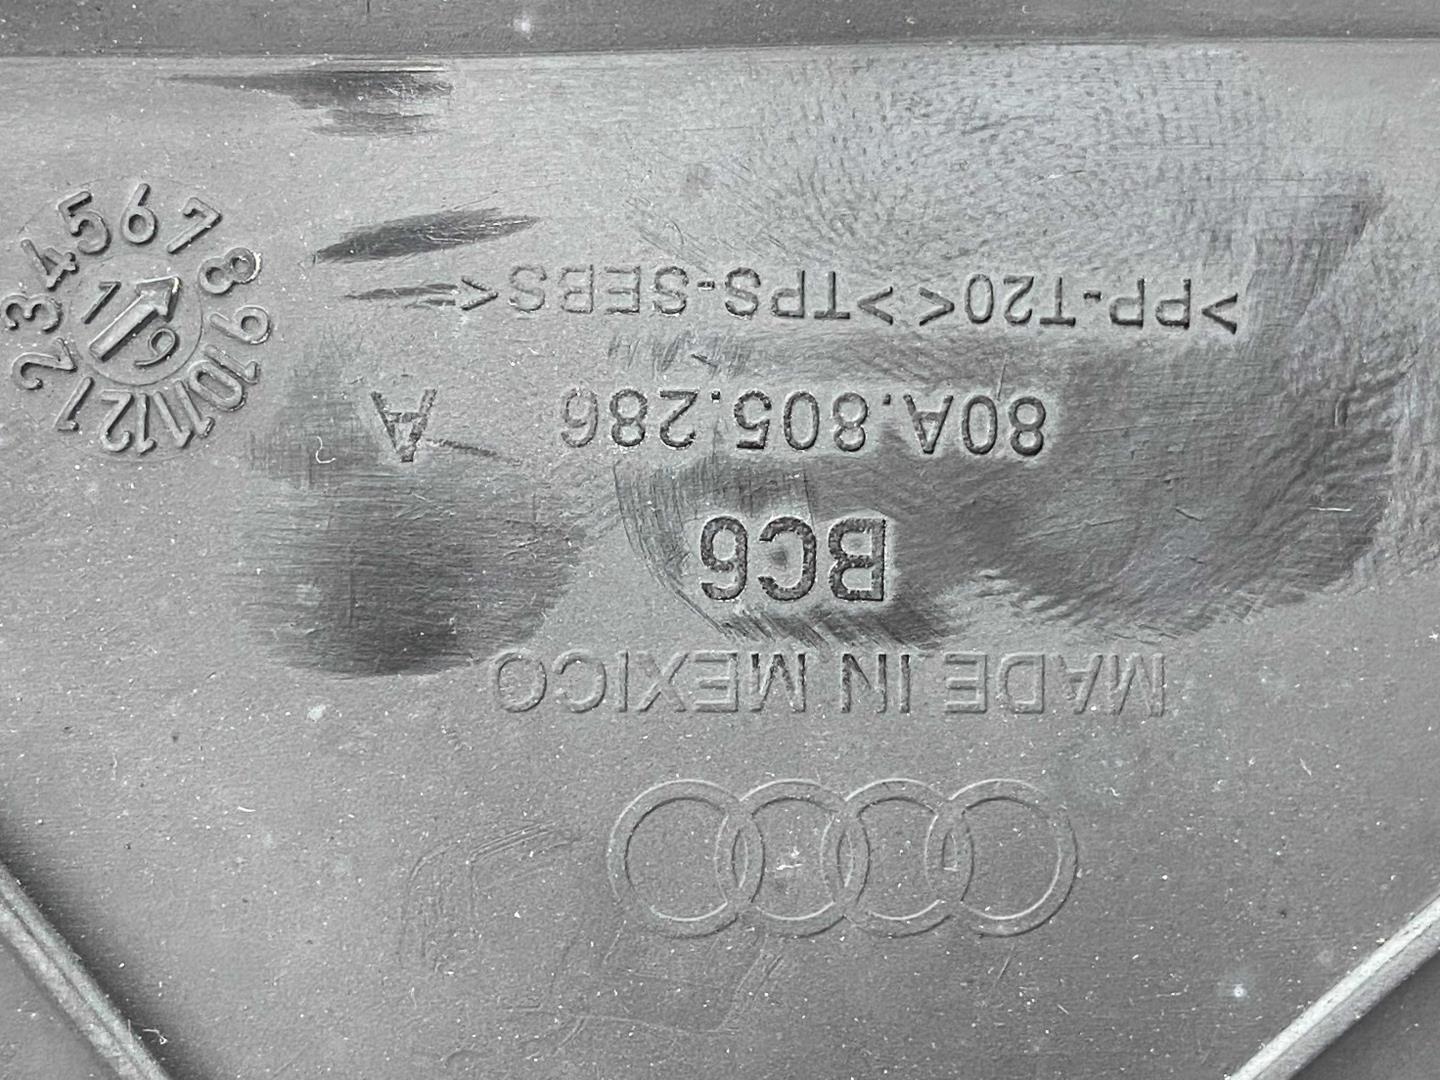 MADE IN MEXICO
BC6
80A.805.286 A
>PP-T20<>TPS-SEBS<
1 2 3 4 5 6 7 8 9 10 11 12
19